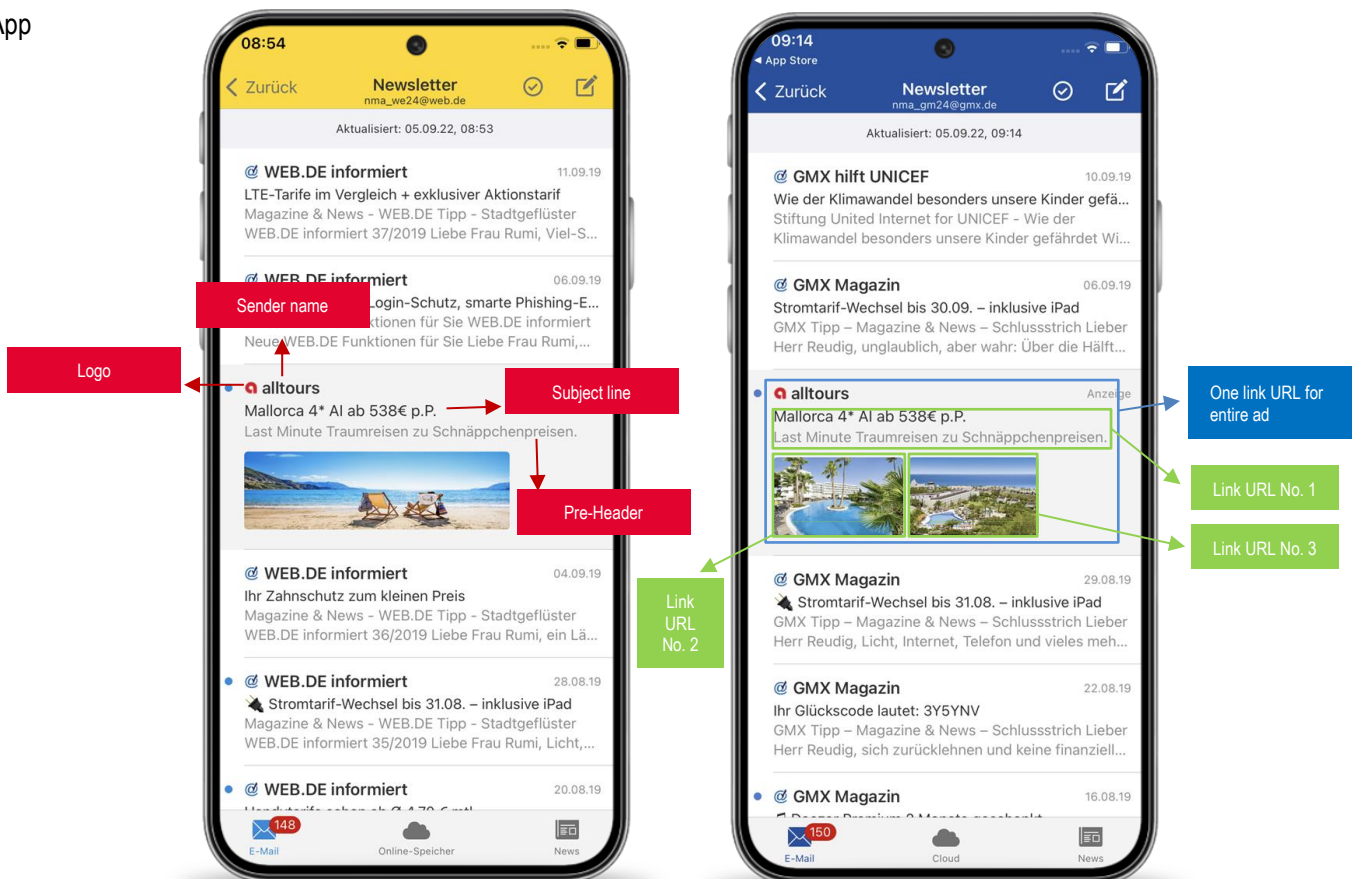 App
08:54
Zurück
Newsletter
nma_we24@web.de
Aktualisiert: 05.09.22, 08:53
WEB.DE informiert 11.09.19
LTE-Tarife im Vergleich + exklusiver Aktionstarif
Magazine & News - WEB.DE Tipp - Stadtgeflüster
WEB.DE informiert 37/2019 Liebe Frau Rumi, Viel-S...
WEB.DE informiert 06.09.19
Login-Schutz, smarte Phishing-E...
ktionen für Sie WEB.DE informiert
Neue WEB.DE Funktionen für Sie Liebe Frau Rumi,...
Sender name
Logo
alltours
Mallorca 4* AI ab 538€ p.P.
Last Minute Traumreisen zu Schnäppchenpreisen.
Subject line
Pre-Header
WEB.DE informiert 04.09.19
Ihr Zahnschutz zum kleinen Preis
Magazine & News - WEB.DE Tipp - Stadtgeflüster
WEB.DE informiert 36/2019 Liebe Frau Rumi, ein Lä...
WEB.DE informiert 28.08.19
Stromtarif-Wechsel bis 31.08. – inklusive iPad
Magazine & News - WEB.DE Tipp - Stadtgeflüster
WEB.DE informiert 35/2019 Liebe Frau Rumi, Licht,...
WEB.DE informiert 20.08.19
148
E-Mail
Online-Speicher
News
09:14
App Store
Zurück
Newsletter
nma_gm24@gmx.de
Aktualisiert: 05.09.22, 09:14
GMX hilft UNICEF 10.09.19
Wie der Klimawandel besonders unsere Kinder gefä...
Stiftung United Internet for UNICEF - Wie der
Klimawandel besonders unsere Kinder gefährdet Wi...
GMX Magazin 06.09.19
Stromtarif-Wechsel bis 30.09. – inklusive iPad
GMX Tipp – Magazine & News – Schlussstrich Lieber
Herr Reudig, unglaublich, aber wahr: Über die Hälft...
alltours Anzeige
Mallorca 4* AI ab 538€ p.P.
Last Minute Traumreisen zu Schnäppchenpreisen.
One link URL for
entire ad
Link URL No. 1
Link URL No. 3
Link
URL
No. 2
GMX Magazin 29.08.19
Stromtarif-Wechsel bis 31.08. – inklusive iPad
GMX Tipp – Magazine & News – Schlussstrich Lieber
Herr Reudig, Licht, Internet, Telefon und vieles meh...
GMX Magazin 22.08.19
Ihr Glückscode lautet: 3Y5YNV
GMX Tipp – Magazine & News – Schlussstrich Lieber
Herr Reudig, sich zurücklehnen und keine finanziell...
GMX Magazin 16.08.19
150
E-Mail
Cloud
News